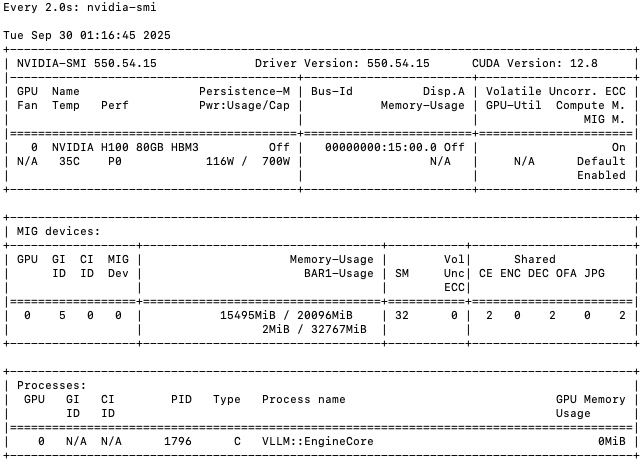 Every 2.0s: nvidia-smi
Tue Sep 30 01:16:45 2025
NVIDIA-SMI 550.54.15 Driver Version: 550.54.15 CUDA Version: 12.8
GPU Name Persistence-M | Bus-Id Disp.A | Volatile Uncorr. ECC
Fan Temp Perf Pwr:Usage/Cap | Memory-Usage | GPU-Util Compute M.
MIG M.
0 NVIDIA H100 80GB HBM3 Off | 00000000:15:00.0 Off | On
N/A 35C P0 116W / 700W | N/A | N/A Default
Enabled
MIG devices:
GPU GI CI MIG | Memory-Usage | Vol| Shared
ID ID Dev | BAR1-Usage | SM Unc| CE ENC DEC OFA JPG
ECC|
0 5 0 0 | 15495MiB / 20096MiB | 32 0 | 2 0 2 0 2
2MiB / 32767MiB
Processes:
GPU GI CI PID Type Process name GPU Memory
ID ID Usage
0 N/A N/A 1796 C VLLM::EngineCore 0MiB